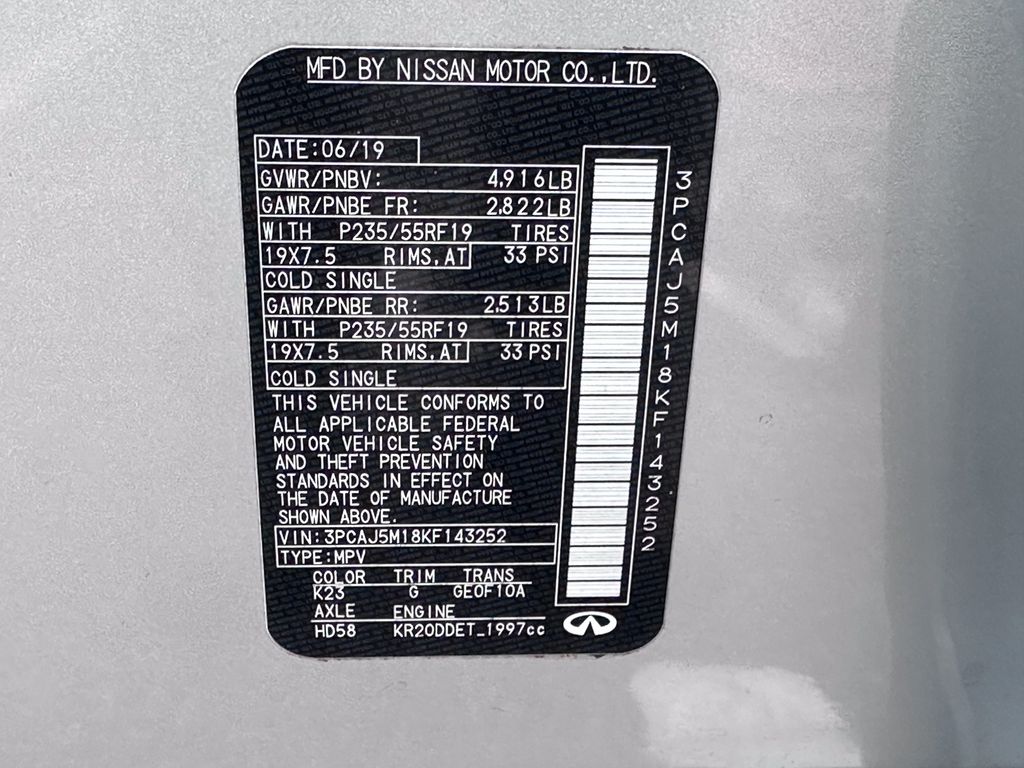 MFD BY NISSAN MOTOR CO.,LTD.
DATE:06/19
GVWR/PNBV: 4,916LB
GAWR/PNBE FR: 2,822LB
WITH P235/55RF19 TIRES
19X7.5 RIMS,AT 33 PSI
COLD SINGLE
GAWR/PNBE RR: 2,513LB
WITH P235/55RF19 TIRES
19X7.5 RIMS,AT 33 PSI
COLD SINGLE
THIS VEHICLE CONFORMS TO
ALL APPLICABLE FEDERAL
MOTOR VEHICLE SAFETY
AND THEFT PREVENTION
STANDARDS IN EFFECT ON
THE DATE OF MANUFACTURE
SHOWN ABOVE.
VIN:3PCAJ5M18KF143252
TYPE:MPV
COLOR TRIM TRANS
K23 G GE0F10A
AXLE ENGINE
HD58 KR20DDET_1997cc
3PCAJ5M18KF143252